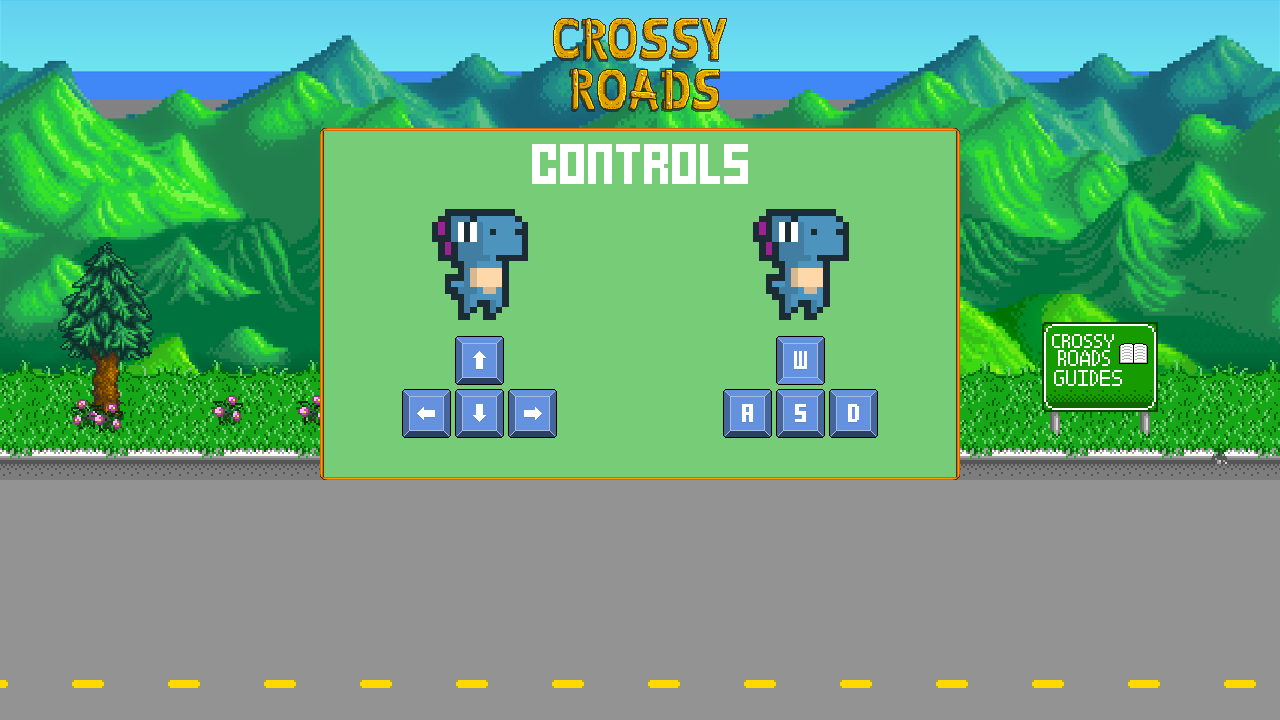 CROSSY
ROADS
CONTROLS
W
A S D
CROSSY
ROADS
GUIDES